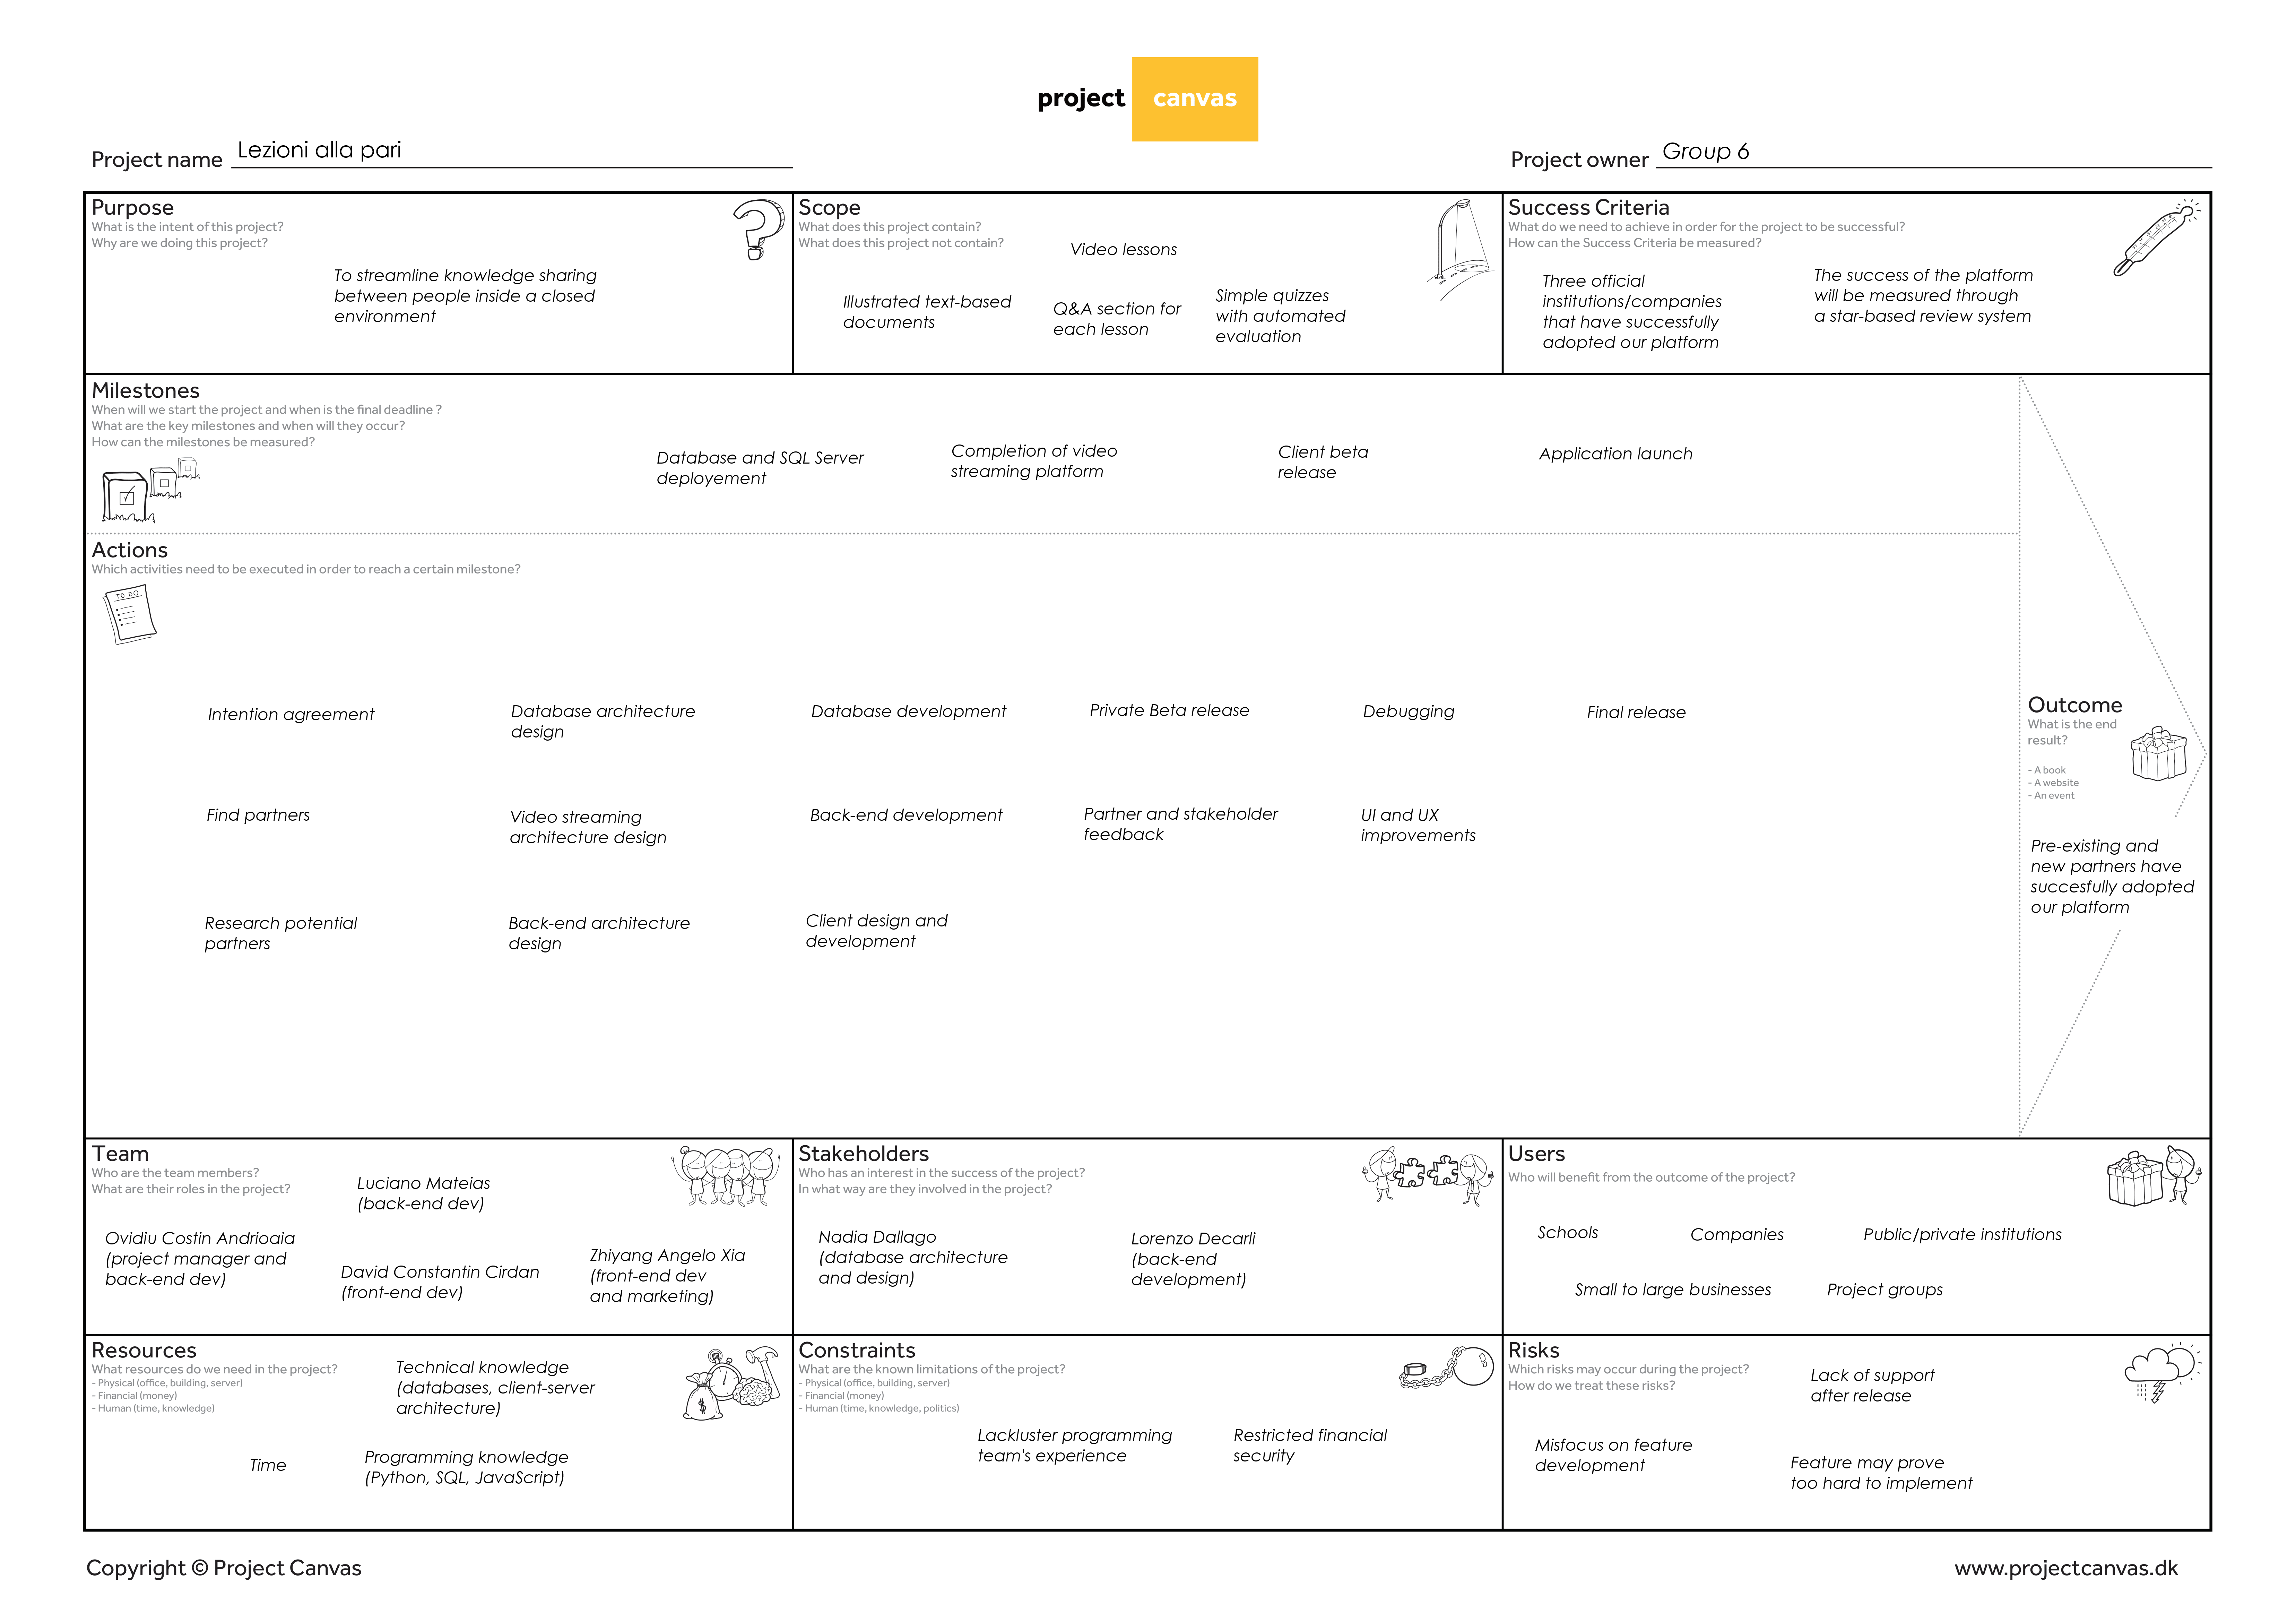 project canvas
Project name Lezioni alla pari
Project owner Group 6
Purpose
What is the intent of this project?
Why are we doing this project?
To streamline knowledge sharing
between people inside a closed
environment
Scope
What does this project contain?
What does this project not contain?
Video lessons
Illustrated text-based
documents
Q&A section for
each lesson
Simple quizzes
with automated
evaluation
Success Criteria
What do we need to achieve in order for the project to be successful?
How can the Success Criteria be measured?
Three official
institutions/companies
that have successfully
adopted our platform
The success of the platform
will be measured through
a star-based review system
Milestones
When will we start the project and when is the final deadline ?
What are the key milestones and when will they occur?
How can the milestones be measured?
Database and SQL Server
deployement
Completion of video
streaming platform
Client beta
release
Application launch
Actions
Which activities need to be executed in order to reach a certain milestone?
TO DO
Intention agreement
Database architecture
design
Database development
Private Beta release
Debugging
Final release
Find partners
Video streaming
architecture design
Back-end development
Partner and stakeholder
feedback
UI and UX
improvements
Research potential
partners
Back-end architecture
design
Client design and
development
Outcome
What is the end
result?
- A book
- A website
- An event
Pre-existing and
new partners have
succesfully adopted
our platform
Team
Who are the team members?
What are their roles in the project?
Luciano Mateias
(back-end dev)
Ovidiu Costin Andrioaia
(project manager and
back-end dev)
David Constantin Cirdan
(front-end dev)
Zhiyang Angelo Xia
(front-end dev
and marketing)
Stakeholders
Who has an interest in the success of the project?
In what way are they involved in the project?
Nadia Dallago
(database architecture
and design)
Lorenzo Decarli
(back-end
development)
Users
Who will benefit from the outcome of the project?
Schools
Companies
Public/private institutions
Small to large businesses
Project groups
Resources
What resources do we need in the project?
- Physical (office, building, server)
- Financial (money)
- Human (time, knowledge)
Technical knowledge
(databases, client-server
architecture)
Time
Programming knowledge
(Python, SQL, JavaScript)
$
Constraints
What are the known limitations of the project?
- Physical (office, building, server)
- Financial (money)
- Human (time, knowledge, politics)
Lackluster programming
team's experience
Restricted financial
security
Risks
Which risks may occur during the project?
How do we treat these risks?
Lack of support
after release
Misfocus on feature
development
Feature may prove
too hard to implement
Copyright © Project Canvas
www.projectcanvas.dk